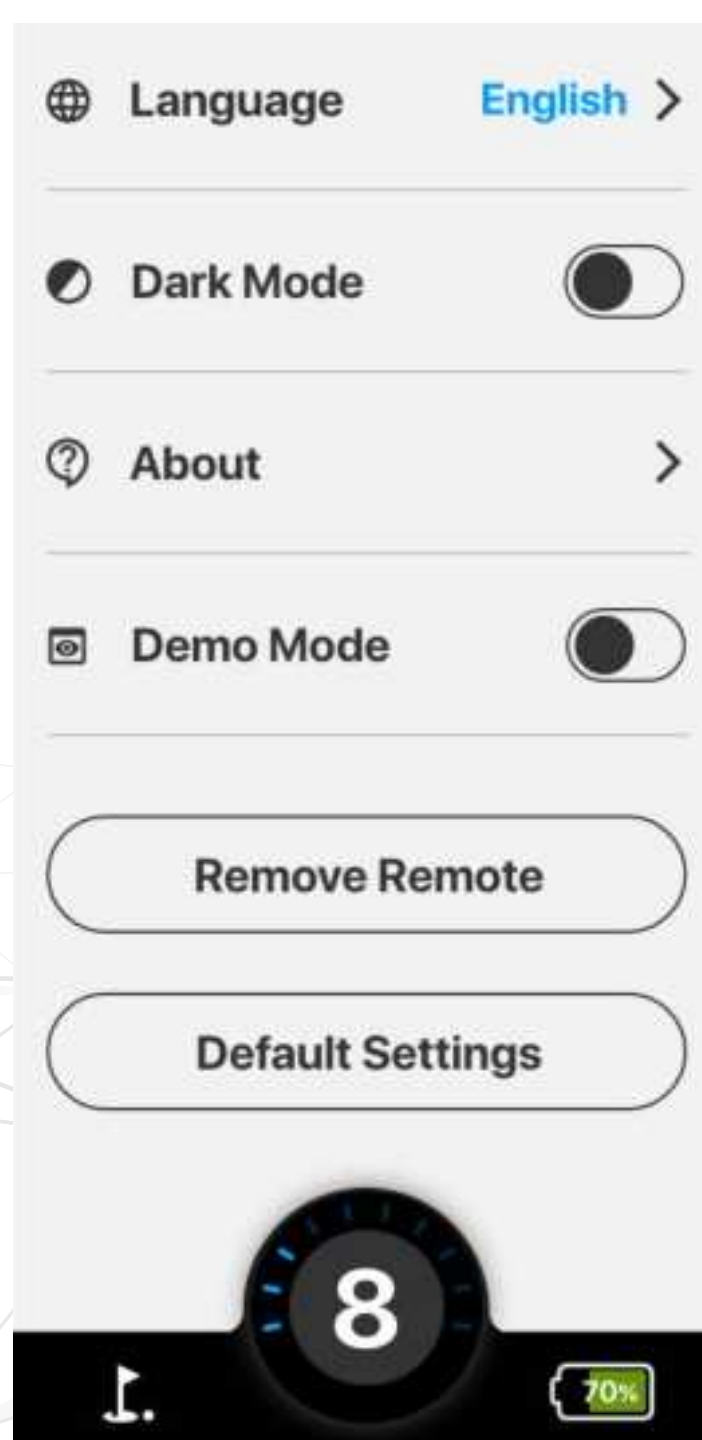 Language English
Dark Mode
About
Demo Mode
Remove Remote
Default Settings
8
70%